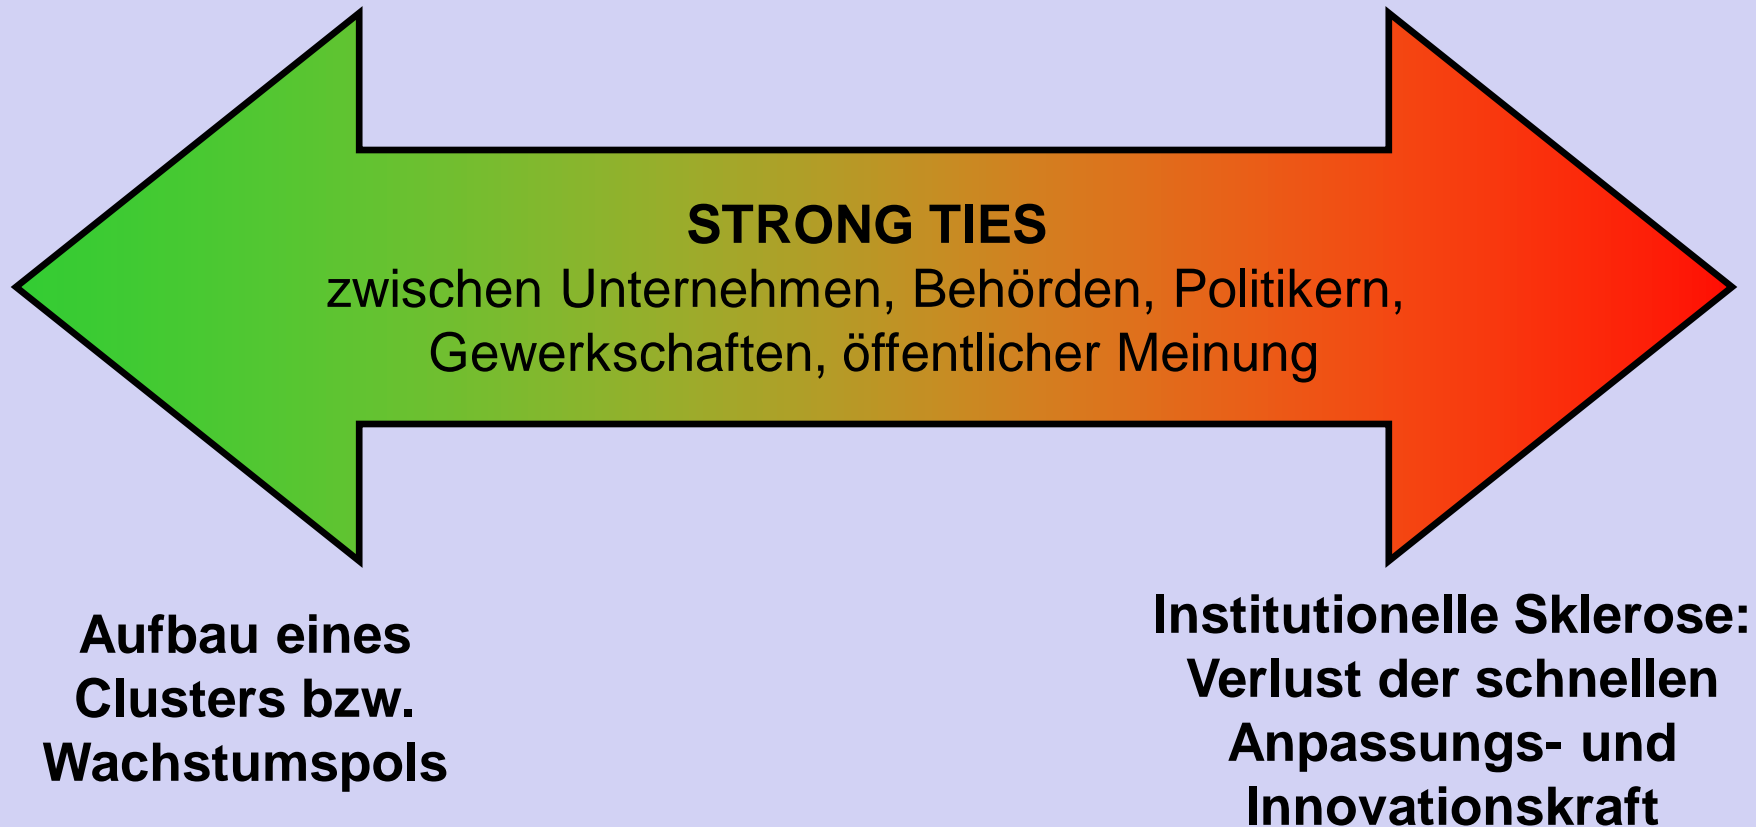 STRONG TIES
zwischen Unternehmen, Behörden, Politikern,
Gewerkschaften, öffentlicher Meinung
Aufbau eines
Clusters bzw.
Wachstumspols
Institutionelle Sklerose:
Verlust der schnellen
Anpassungs- und
Innovationskraft